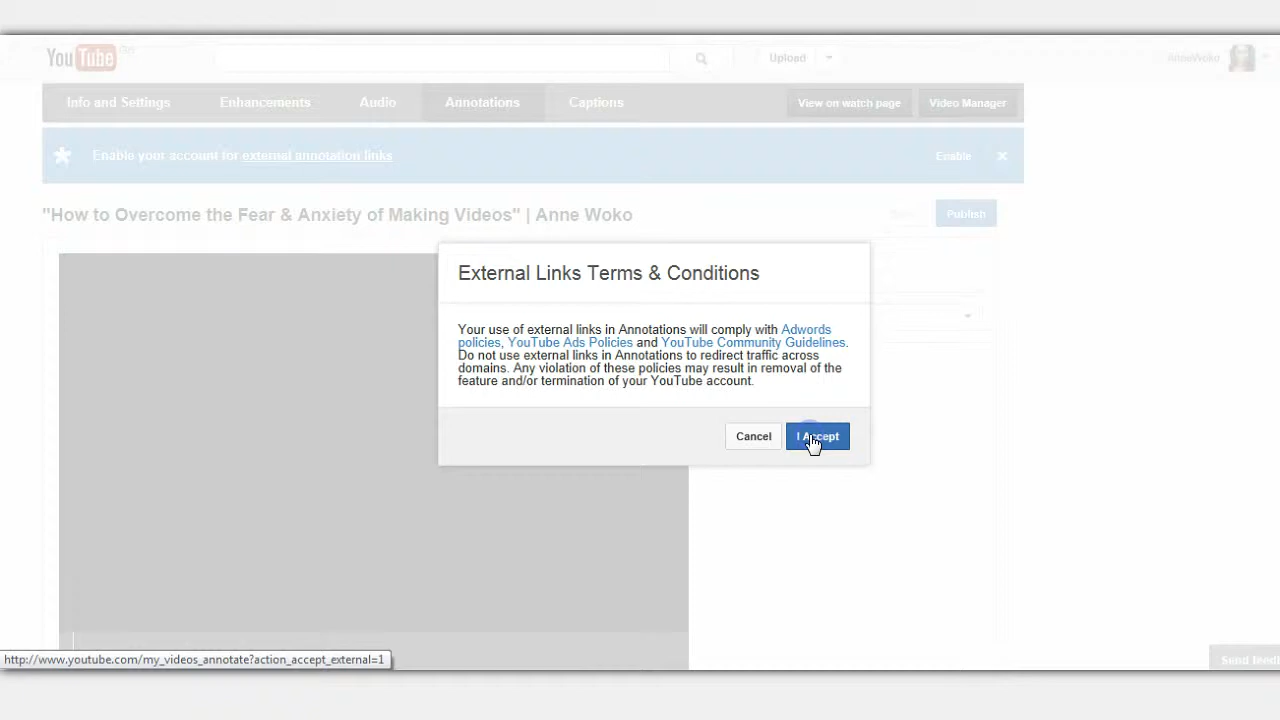 YouTube
Upload
AnneWoko
Info and Settings
Enhancements
Audio
Annotations
Captions
View on watch page
Video Manager
Enable your account for external annotation links
Enable
"How to Overcome the Fear & Anxiety of Making Videos" | Anne Woko
Publish
External Links Terms & Conditions
Your use of external links in Annotations will comply with Adwords
policies, YouTube Ads Policies and YouTube Community Guidelines.
Do not use external links in Annotations to redirect traffic across
domains. Any violation of these policies may result in removal of the
feature and/or termination of your YouTube account.
Cancel
I Accept
http://www.youtube.com/my_videos_annotate?action_accept_external=1
Send feed